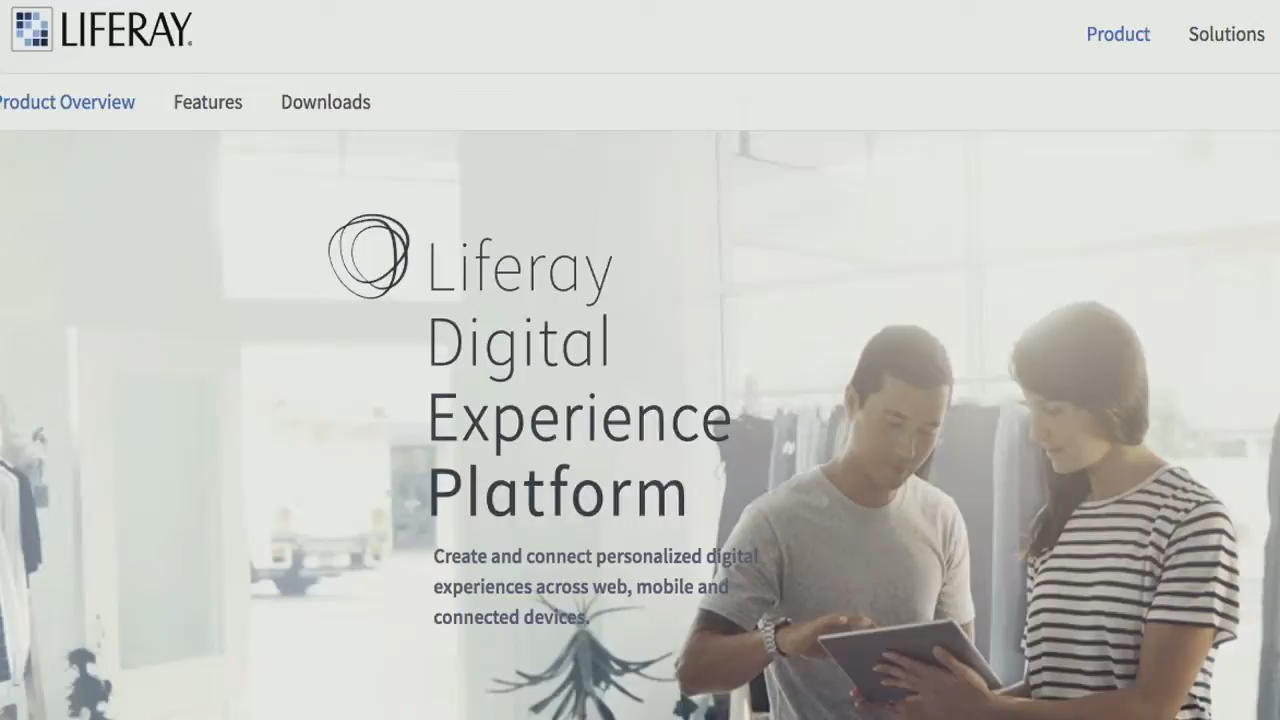 LIFERAY.
Product
Solutions
Product Overview
Features
Downloads
Liferay
Digital
Experience
Platform
Create and connect personalized digital
experiences across web, mobile and
connected devices.